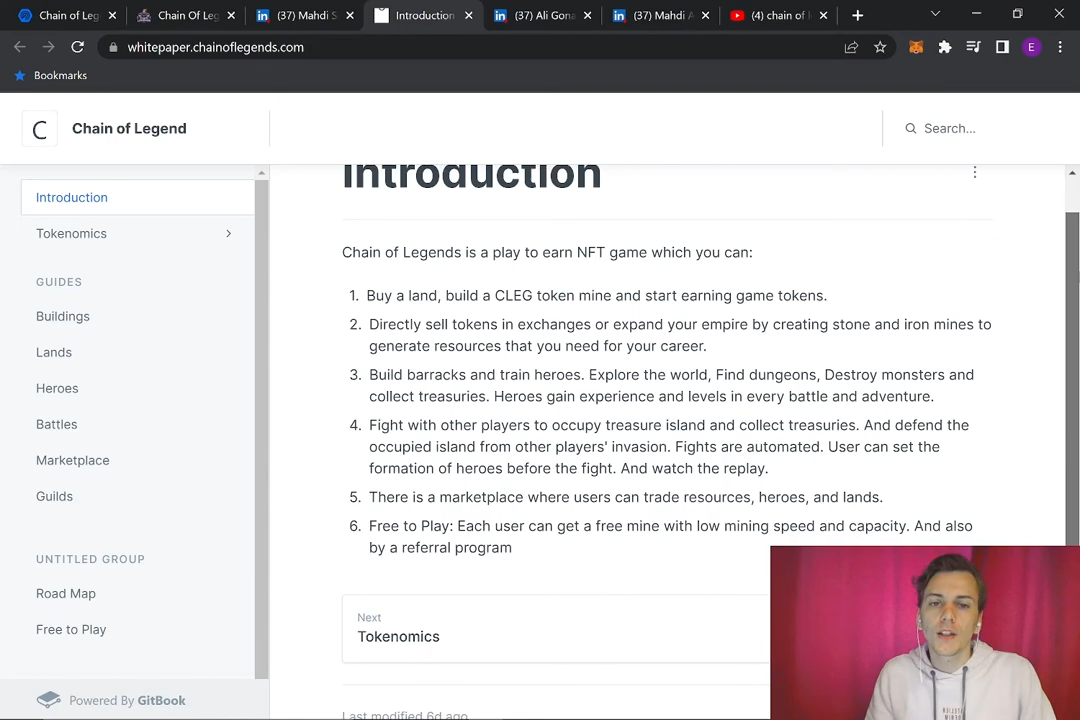 Chain of Leg
Chain Of Leg
(37) Mahdi S
Introduction
(37) Ali Gona
(37) Mahdi A
(4) chain of l
whitepaper.chainoflegends.com
E
Bookmarks
C
Chain of Legend
Search...
Introduction
Introduction
Tokenomics
GUIDES
Buildings
Lands
Heroes
Battles
Marketplace
Guilds
UNTITLED GROUP
Road Map
Free to Play
Powered By GitBook
Chain of Legends is a play to earn NFT game which you can:
1. Buy a land, build a CLEG token mine and start earning game tokens.
2. Directly sell tokens in exchanges or expand your empire by creating stone and iron mines to
generate resources that you need for your career.
3. Build barracks and train heroes. Explore the world, Find dungeons, Destroy monsters and
collect treasuries. Heroes gain experience and levels in every battle and adventure.
4. Fight with other players to occupy treasure island and collect treasuries. And defend the
occupied island from other players' invasion. Fights are automated. User can set the
formation of heroes before the fight. And watch the replay.
5. There is a marketplace where users can trade resources, heroes, and lands.
6. Free to Play: Each user can get a free mine with low mining speed and capacity. And also
by a referral program
Next
Tokenomics
Last modified 6d ago